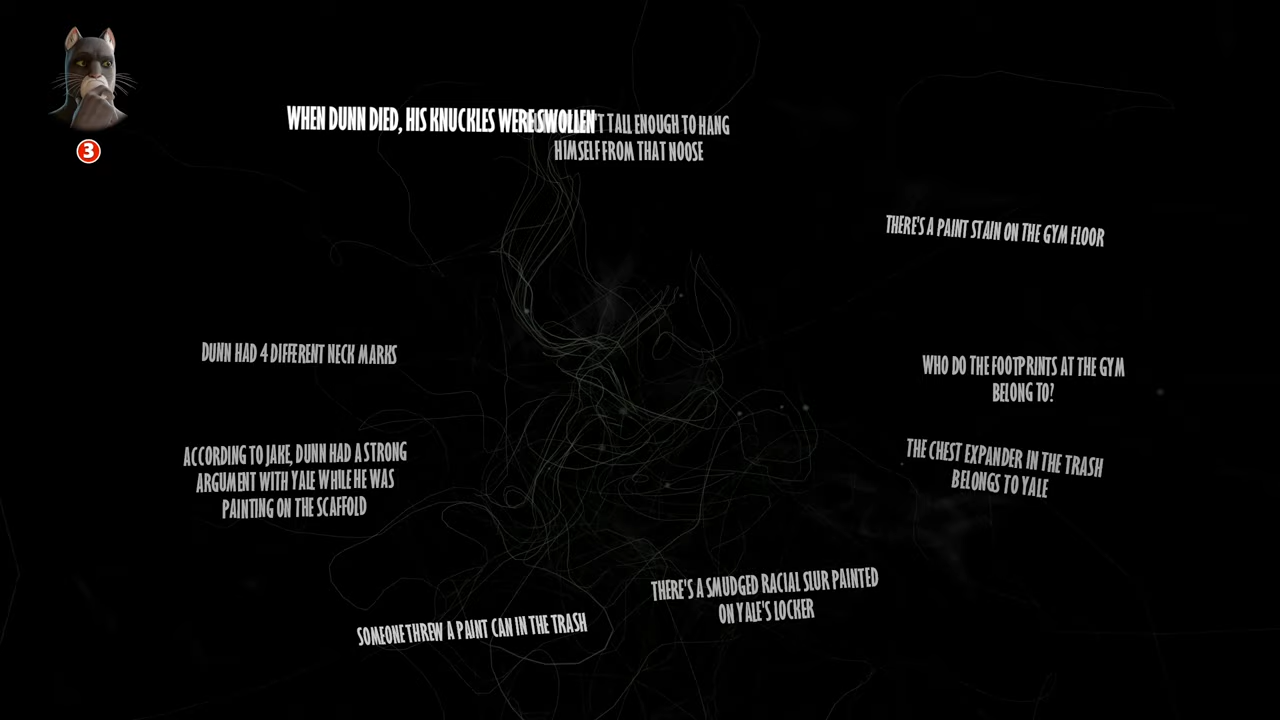 WHEN DUNN DIED, HIS KNUCKLES WERE SWOLLEN
TALL ENOUGH TO HANG
HIMSELF FROM THAT NOOSE
THERE'S A PAINT STAIN ON THE GYM FLOOR
DUNN HAD 4 DIFFERENT NECK MARKS
WHO DO THE FOOTPRINTS AT THE GYM
BELONG TO?
ACCORDING TO JAKE, DUNN HAD A STRONG
ARGUMENT WITH YALE WHILE HE WAS
PAINTING ON THE SCAFFOLD
THE CHEST EXPANDER IN THE TRASH
BELONGS TO YALE
THERE'S A SMUDGED RACIAL SLUR PAINTED
ON YALE'S LOCKER
SOMEONE THREW A PAINT CAN IN THE TRASH
3